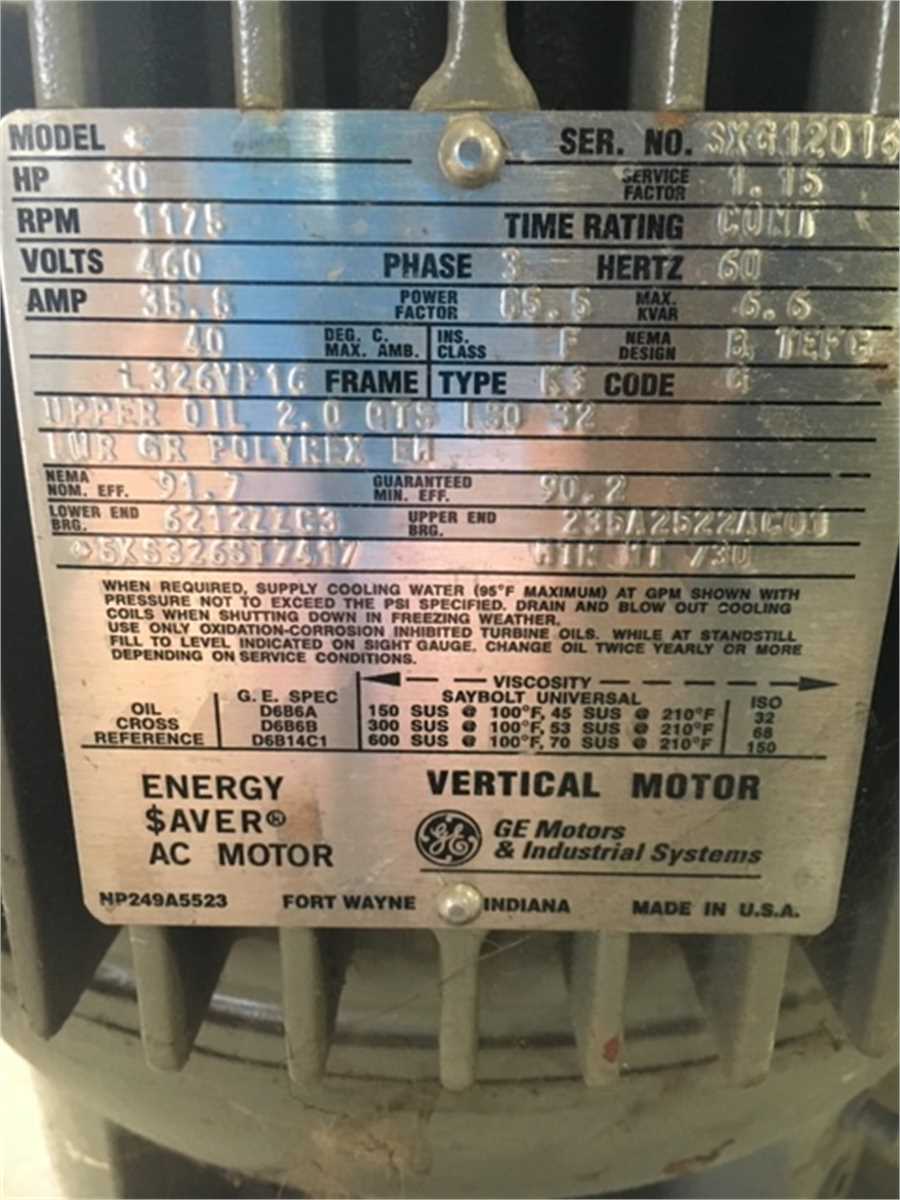 MODEL SER. NO. SXG12016
HP 30 SERVICE FACTOR 1.15
RPM 1175 TIME RATING CONT
VOLTS 460 PHASE 3 HERTZ 60
AMP POWER FACTOR MAX. KVAR 6.6
40 DEG. C. MAX. AMB. INS. CLASS F NEMA DESIGN B TEFC
L326YP16 FRAME TYPE KS CODE G
UPPER OIL 2.0 QTS ISO 32
LWR GR POLYREX EM
NEMA NOM. EFF. 91.7 GUARANTEED MIN. EFF. 90.2
LOWER END BRG. 6212ZZC3 UPPER END BRG.
730
WHEN REQUIRED, SUPPLY COOLING WATER (95°F MAXIMUM) AT GPM SHOWN WITH
PRESSURE NOT TO EXCEED THE PSI SPECIFIED. DRAIN AND BLOW OUT COOLING
COILS WHEN SHUTTING DOWN IN FREEZING WEATHER.
USE ONLY OXIDATION-CORROSION INHIBITED TURBINE OILS. WHILE AT STANDSTILL
FILL TO LEVEL INDICATED ON SIGHT GAUGE. CHANGE OIL TWICE YEARLY OR MORE
DEPENDING ON SERVICE CONDITIONS.
VISCOSITY
OIL CROSS REFERENCE G.E. SPEC SAYBOLT UNIVERSAL ISO
D6B6A 150 SUS @ 100°F, 45 SUS @ 210°F 32
D6B6B 300 SUS @ 100°F, 53 SUS @ 210°F 68
D6B14C1 600 SUS @ 100°F, 70 SUS @ 210°F 150
ENERGY VERTICAL MOTOR
$AVER® GE GE Motors
AC MOTOR & Industrial Systems
NP249A5523 FORT WAYNE INDIANA MADE IN U.S.A.